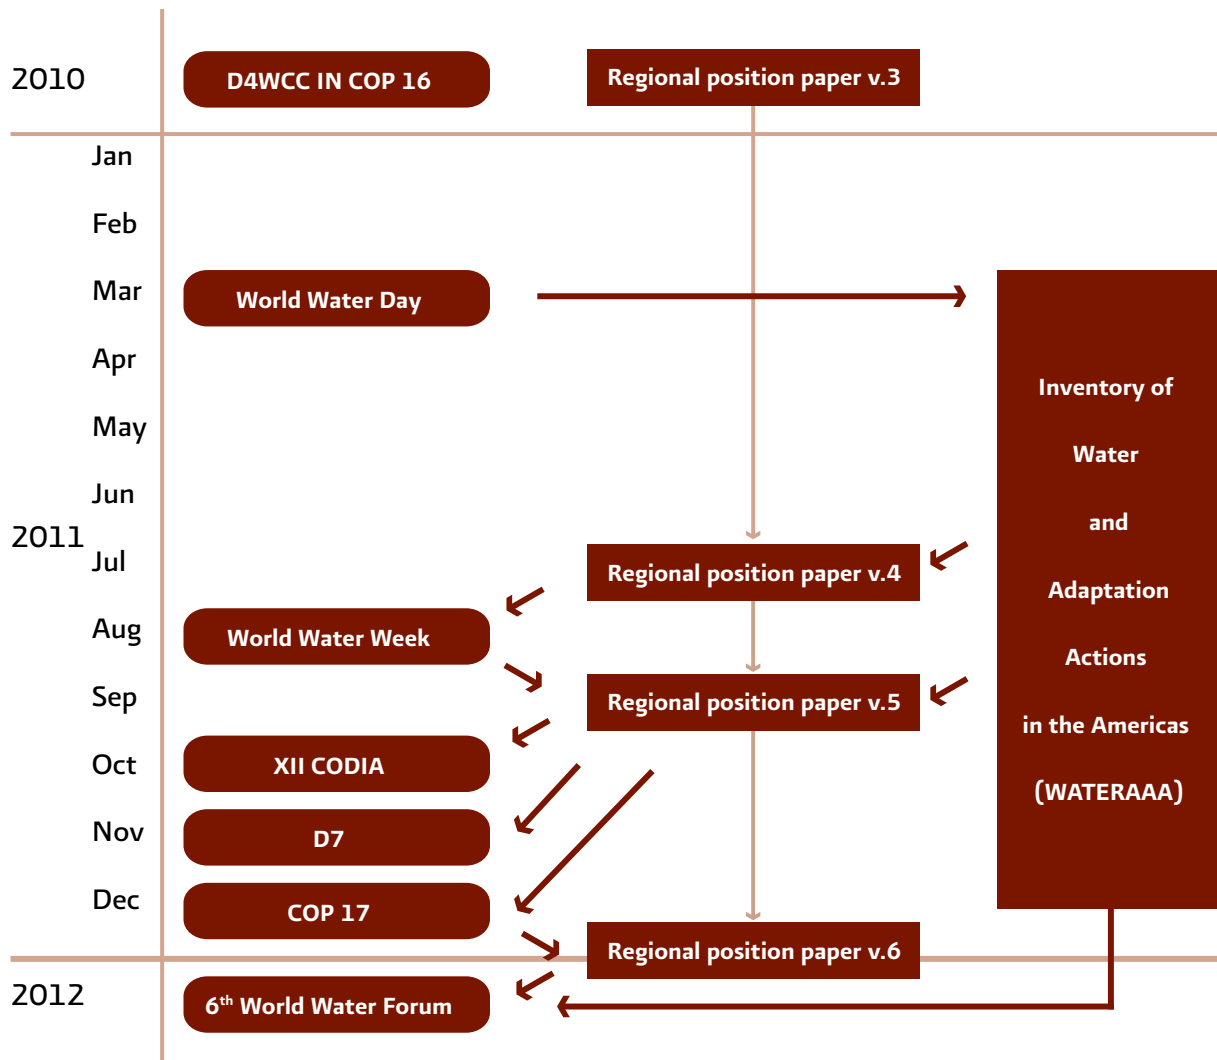 2010
D4WCC IN COP 16
Regional position paper v.3
Jan
Feb
Mar
World Water Day
Apr
May
Jun
2011
Jul
Aug
Sep
Oct
Nov
Dec
Regional position paper v.4
World Water Week
Regional position paper v.5
XII CODIA
D7
COP 17
Regional position paper v.6
Inventory of
Water
and
Adaptation
Actions
in the Americas
(WATERAAA)
2012
6th World Water Forum